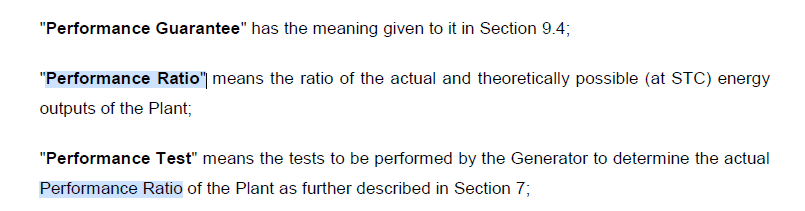 "Performance Guarantee" has the meaning given to it in Section 9.4;
"Performance Ratio" means the ratio of the actual and theoretically possible (at STC) energy
outputs of the Plant;
"Performance Test" means the tests to be performed by the Generator to determine the actual
Performance Ratio of the Plant as further described in Section 7;